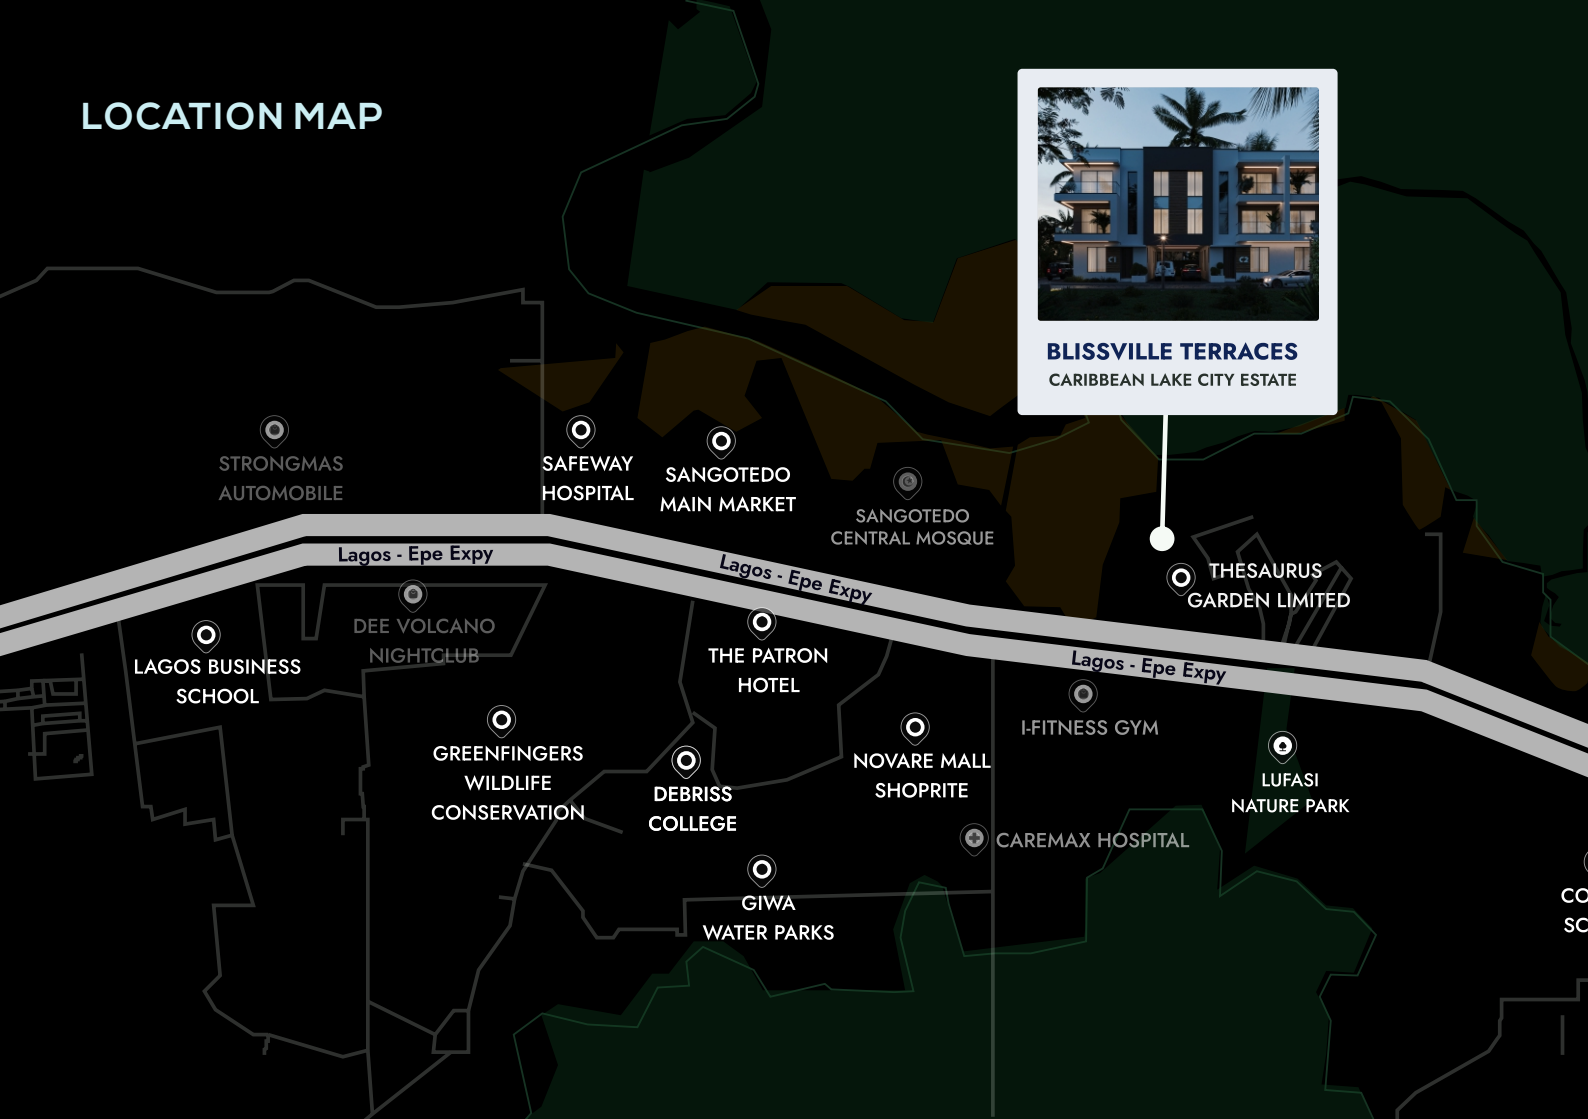 LOCATION MAP
BLISSVILLE TERRACES
CARIBBEAN LAKE CITY ESTATE
STRONGMAS
AUTOMOBILE
SAFEWAY
HOSPITAL
SANGOTEDO
MAIN MARKET
SANGOTEDO
CENTRAL MOSQUE
Lagos - Epe Expy
Lagos - Epe Expy
THESAURUS
GARDEN LIMITED
DEE VOLCANO
NIGHTCLUB
LAGOS BUSINESS
SCHOOL
THE PATRON
HOTEL
Lagos - Epe Expy
I-FITNESS GYM
GREENFINGERS
WILDLIFE
CONSERVATION
DEBRISS
COLLEGE
NOVARE MALL
SHOPRITE
LUFASI
NATURE PARK
CAREMAX HOSPITAL
GIWA
WATER PARKS
CO
SC